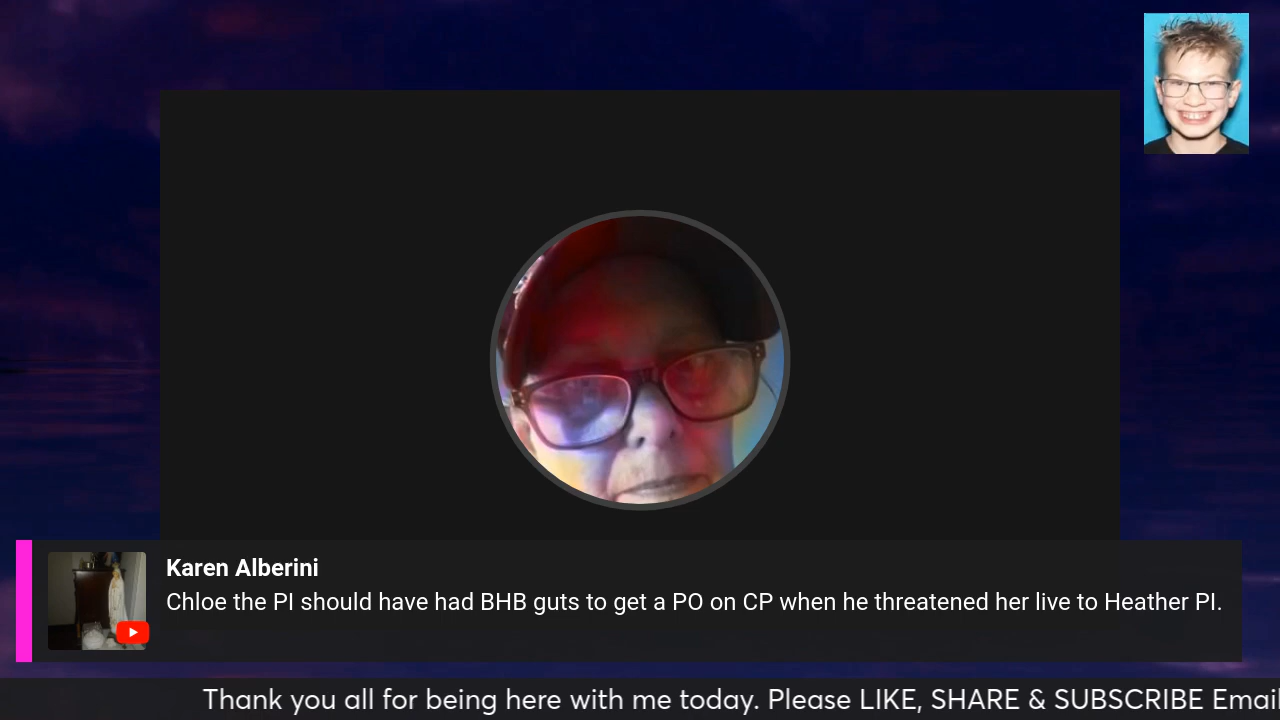 Karen Alberini
Chloe the PI should have had BHB guts to get a PO on CP when he threatened her live to Heather PI.
Thank you all for being here with me today. Please LIKE, SHARE & SUBSCRIBE Email